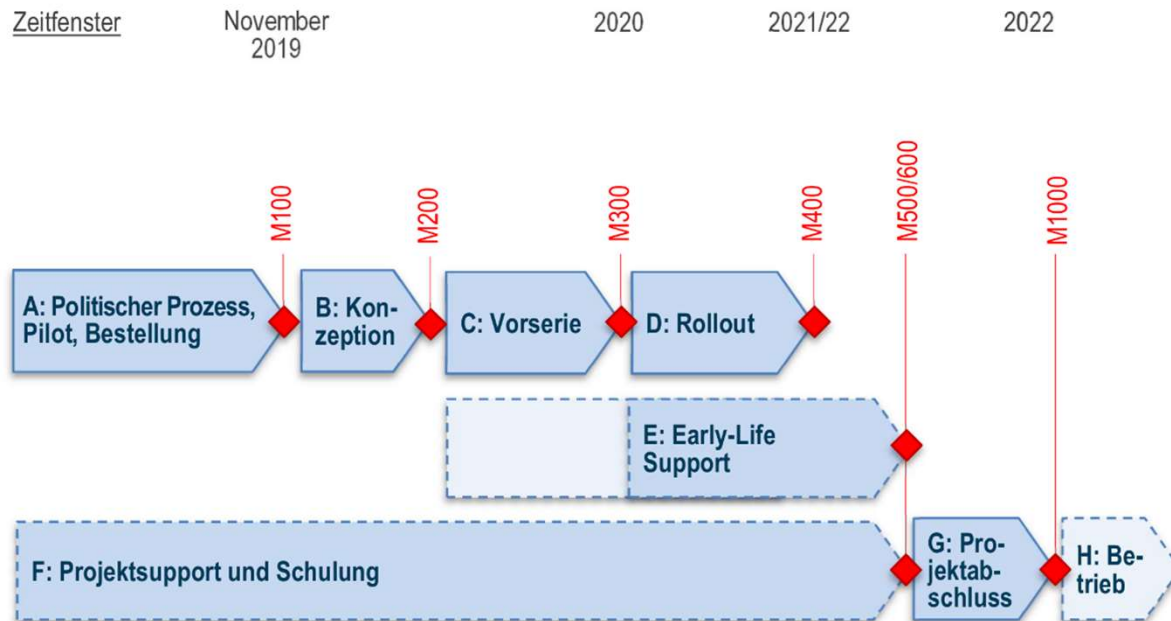 Zeitfenster
November
2019
2020
2021/22
2022
M100
M200
M300
M400
M500/600
M1000
A: Politischer Prozess,
Pilot, Bestellung
B: Kon-
zeption
C: Vorserie
D: Rollout
E: Early-Life
Support
F: Projektsupport und Schulung
G: Pro-
jektab-
schluss
H: Be-
trieb